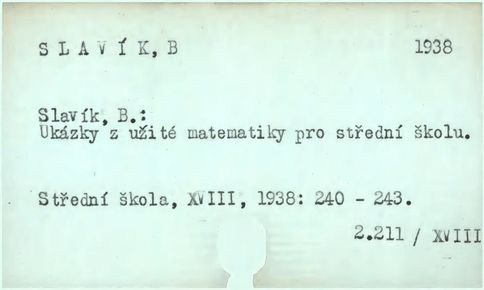 S L A V Í K, B 1938
Slavík, B.:
Ukázky z užité matematiky pro střední školu.
Střední škola, XVIII, 1938: 240 - 243.
2.211 / XVIII